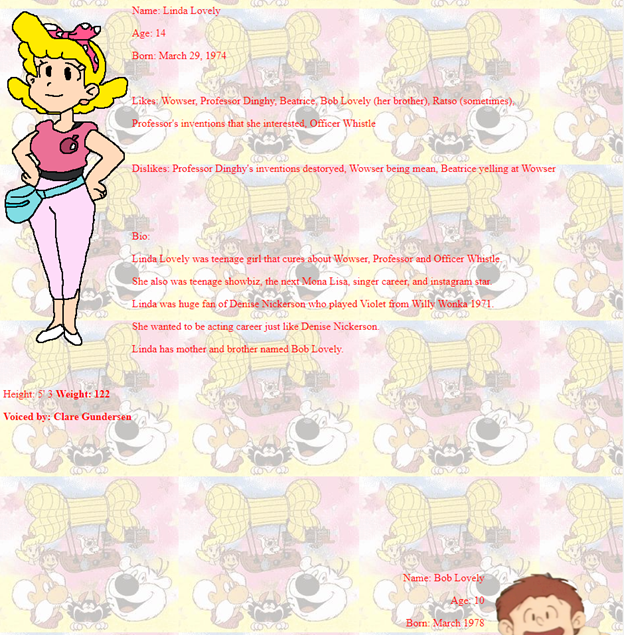 Name: Linda Lovely
Age: 14
Born: March 29, 1974
Likes: Wowser, Professor Dinghy, Beatrice, Bob Lovely (her brother), Ratso (sometimes),
Professor's inventions that she interested, Officer Whistle
Dislikes: Professor Dinghy's inventions destoryed, Wowser being mean, Beatrice yelling at Wowser
Bio:
Linda Lovely was teenage girl that cures about Wowser, Professor and Officer Whistle.
She also was teenage showbiz, the next Mona Lisa, singer career, and instagram star.
Linda was huge fan of Denise Nickerson who played Violet from Willy Wonka 1971.
She wanted to be acting career just like Denise Nickerson.
Linda has mother and brother named Bob Lovely.
Height: 5' 3 Weight: 122
Voiced by: Clare Gundersen
Name: Bob Lovely
Age: 10
Born: March 1978